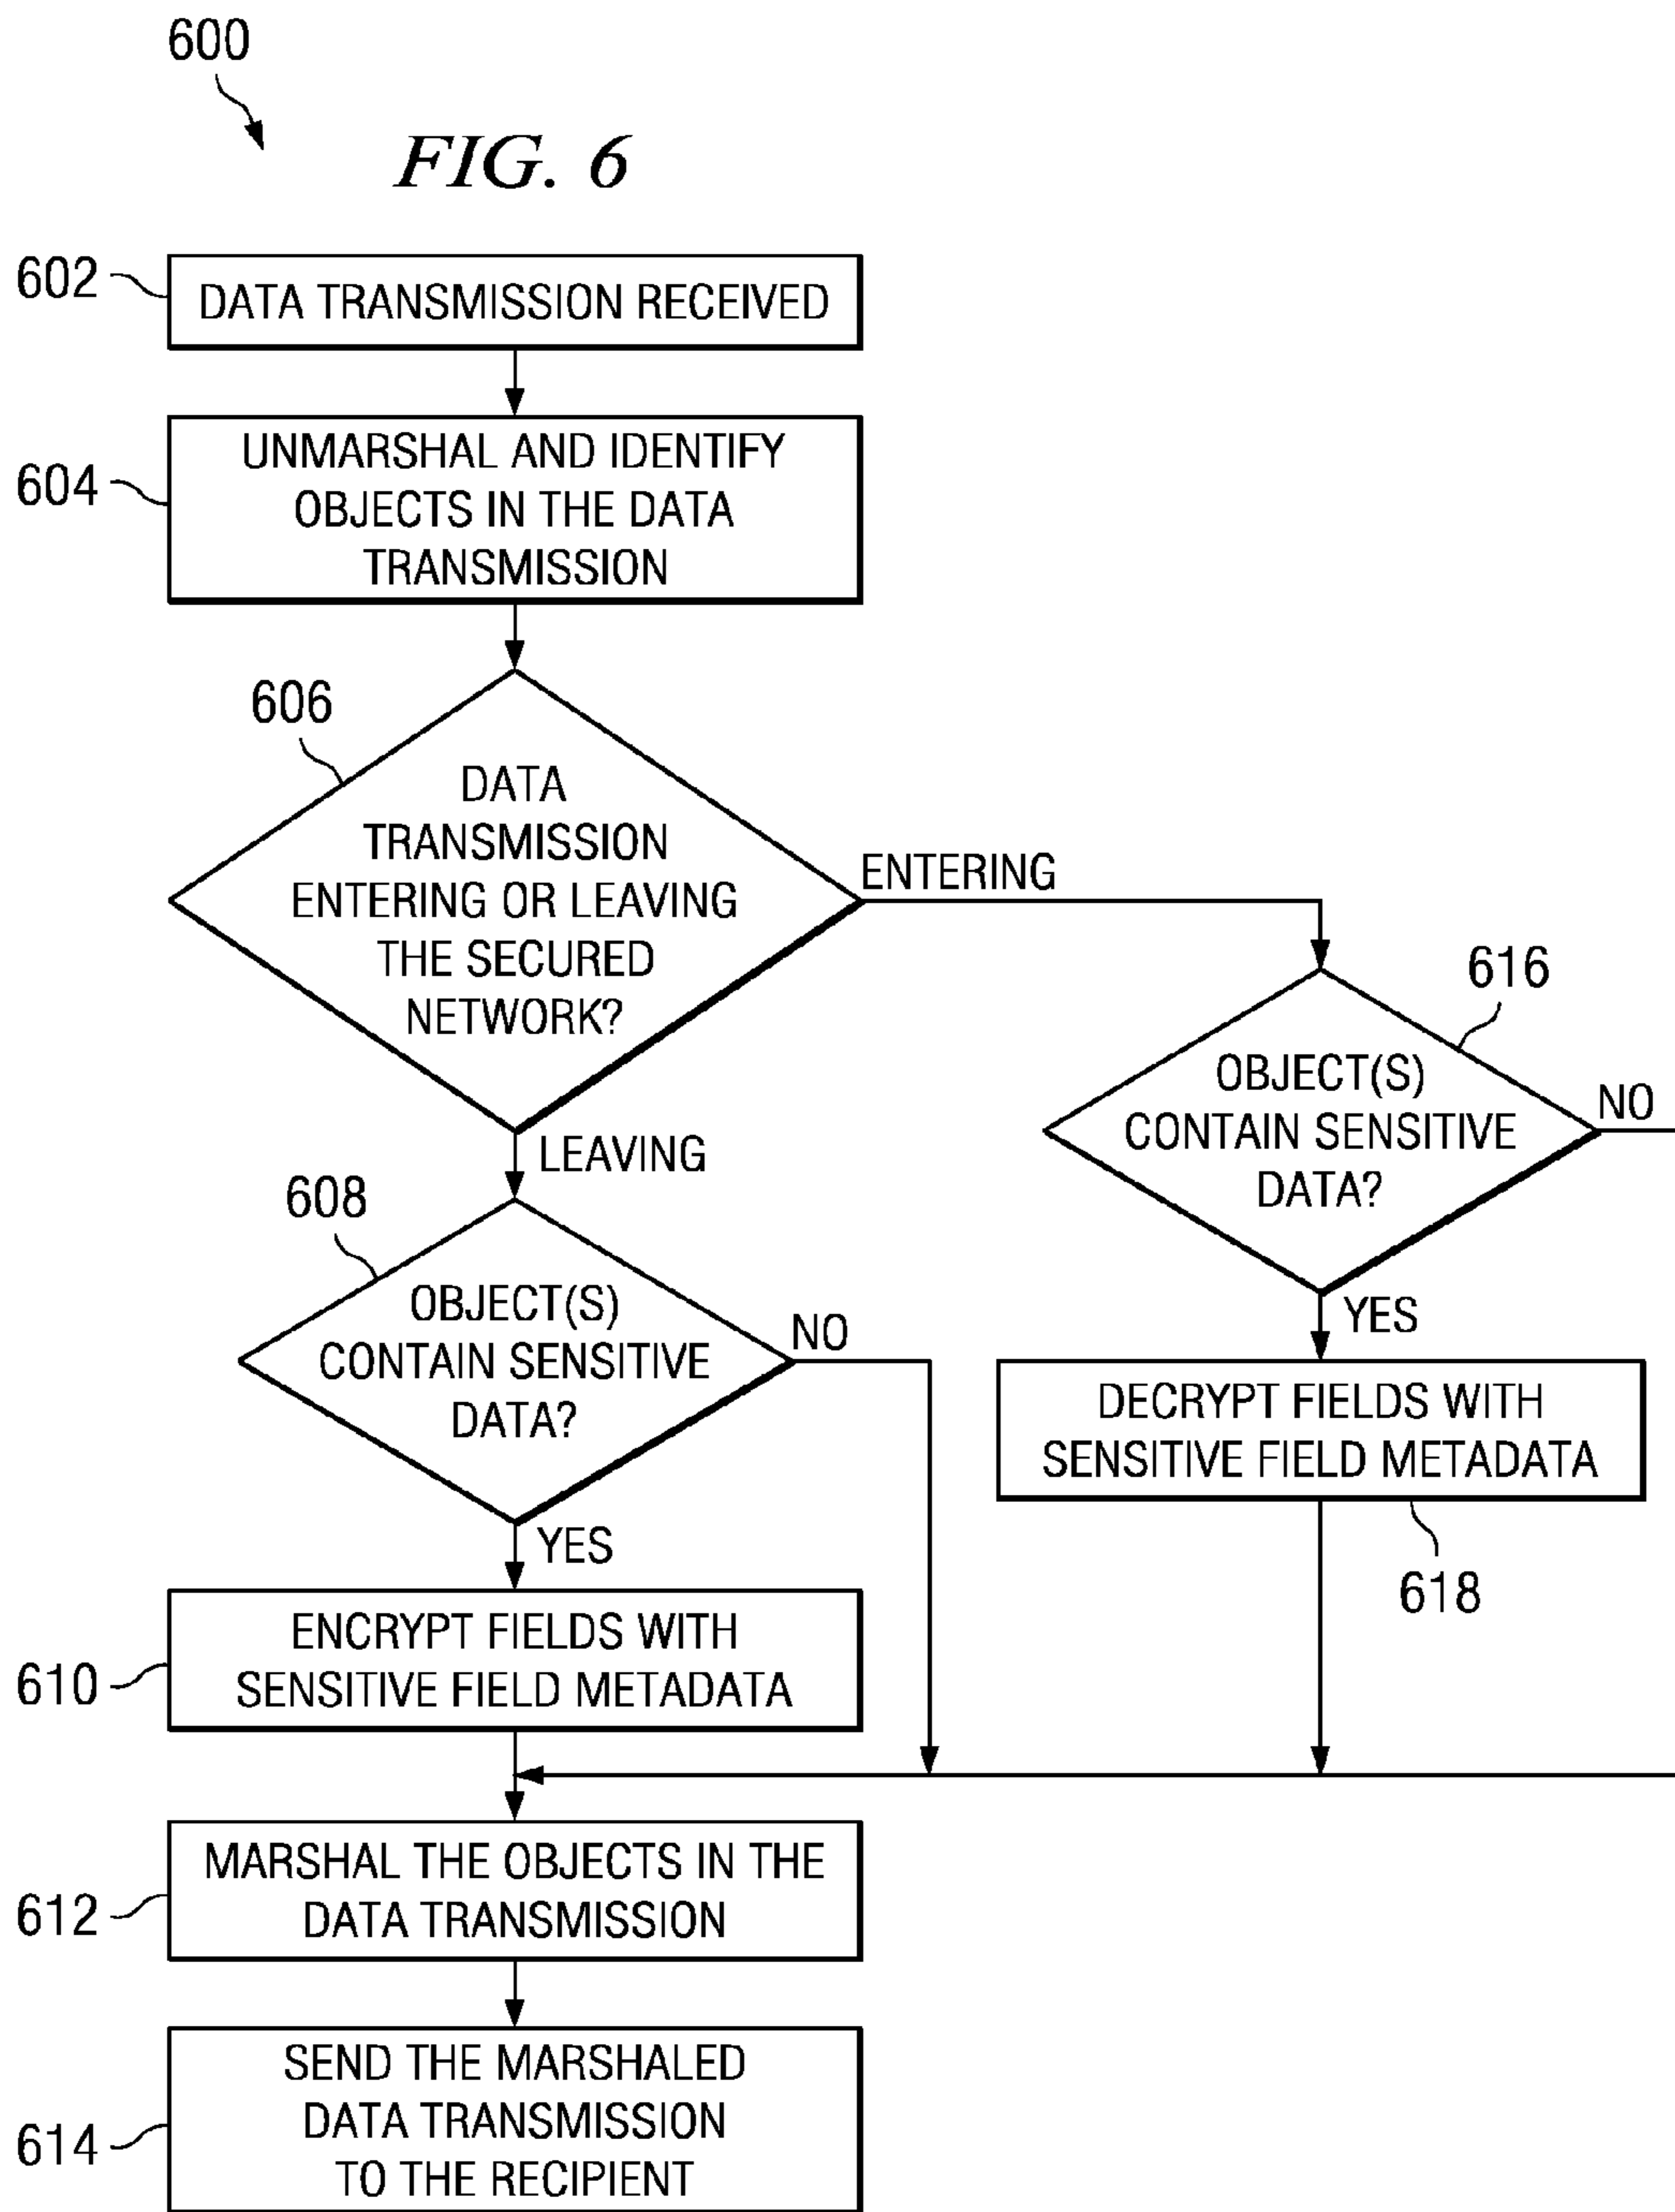 600
FIG. 6
602
DATA TRANSMISSION RECEIVED
604
UNMARSHAL AND IDENTIFY
OBJECTS IN THE DATA
TRANSMISSION
606
DATA
TRANSMISSION
ENTERING OR LEAVING
THE SECURED
NETWORK?
ENTERING
LEAVING
616
OBJECT(S)
CONTAIN SENSITIVE
DATA?
NO
YES
608
OBJECT(S)
CONTAIN SENSITIVE
DATA?
NO
YES
DECRYPT FIELDS WITH
SENSITIVE FIELD METADATA
618
610
ENCRYPT FIELDS WITH
SENSITIVE FIELD METADATA
612
MARSHAL THE OBJECTS IN THE
DATA TRANSMISSION
614
SEND THE MARSHALED
DATA TRANSMISSION
TO THE RECIPIENT